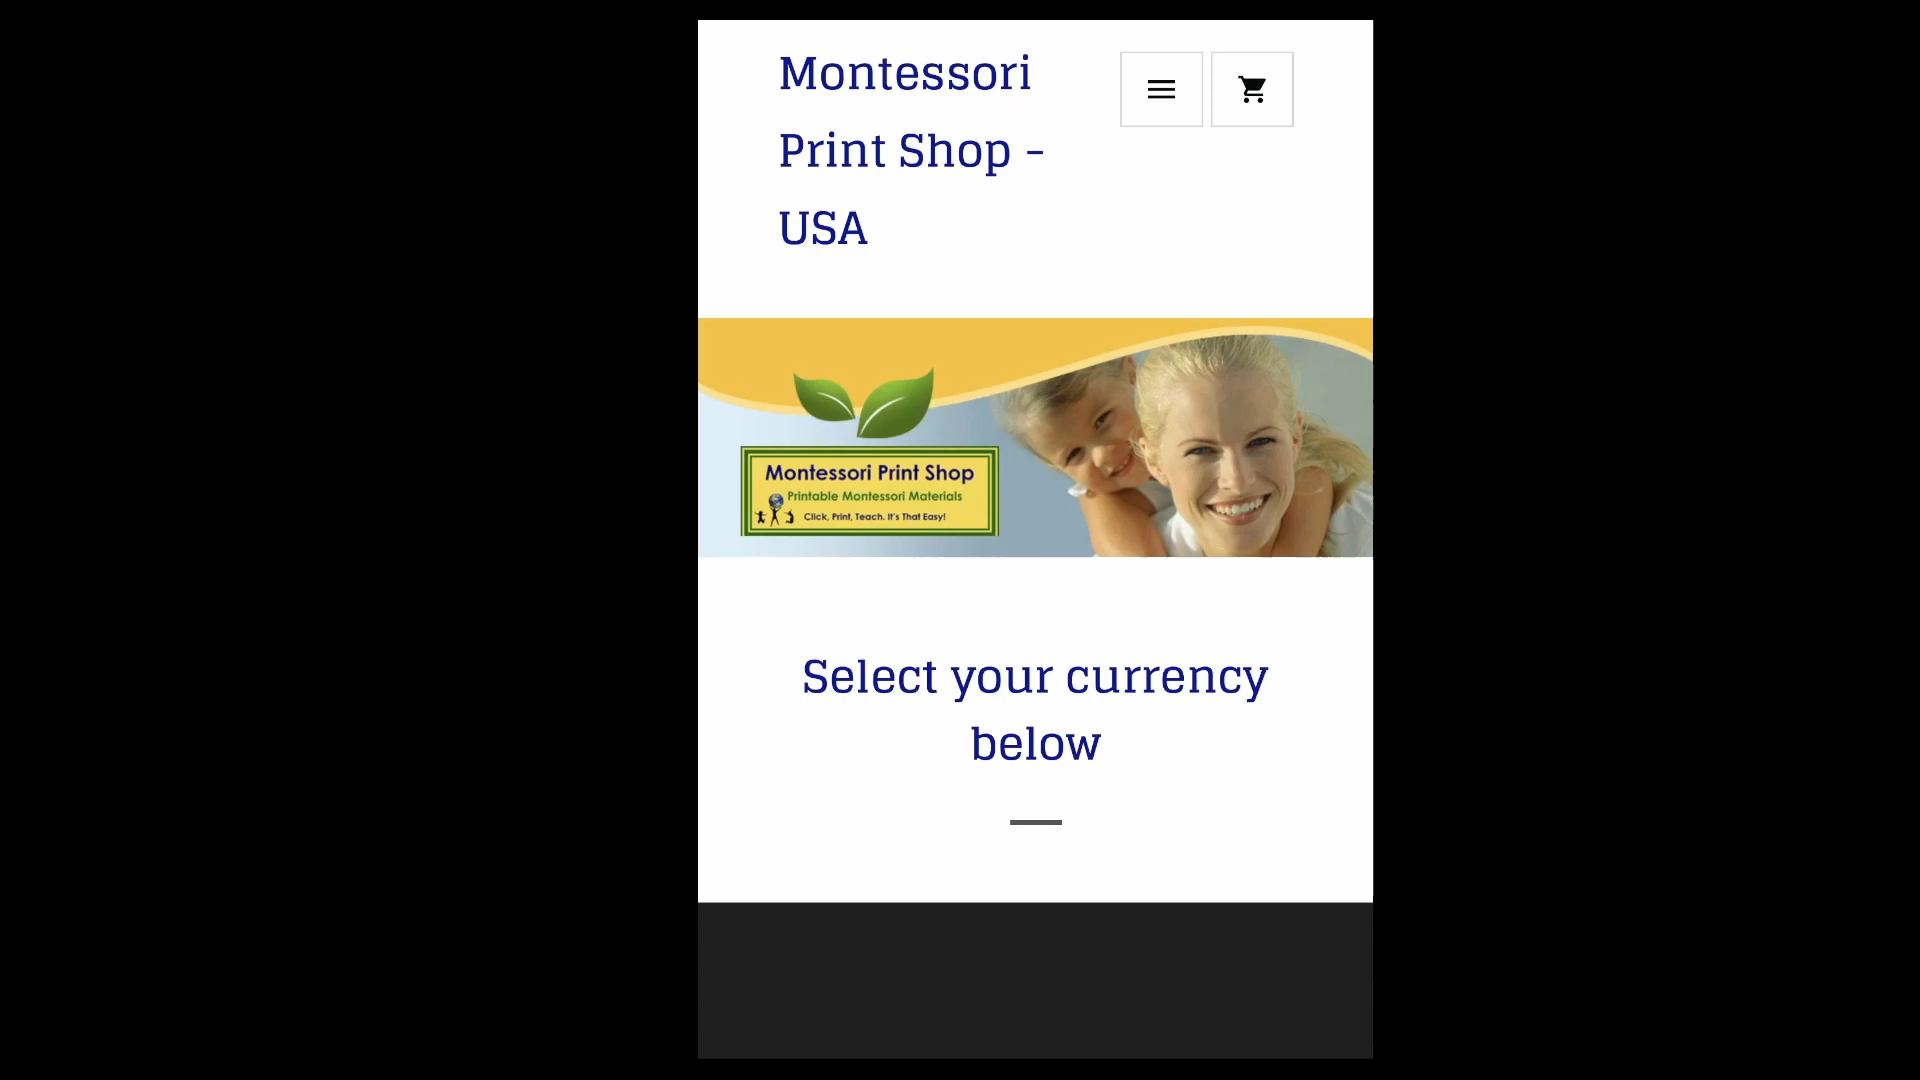 Montessori
Print Shop -
USA
Montessori Print Shop
Printable Montessori Materials
Click, Print, Teach. It's That Easy!
Select your currency
below